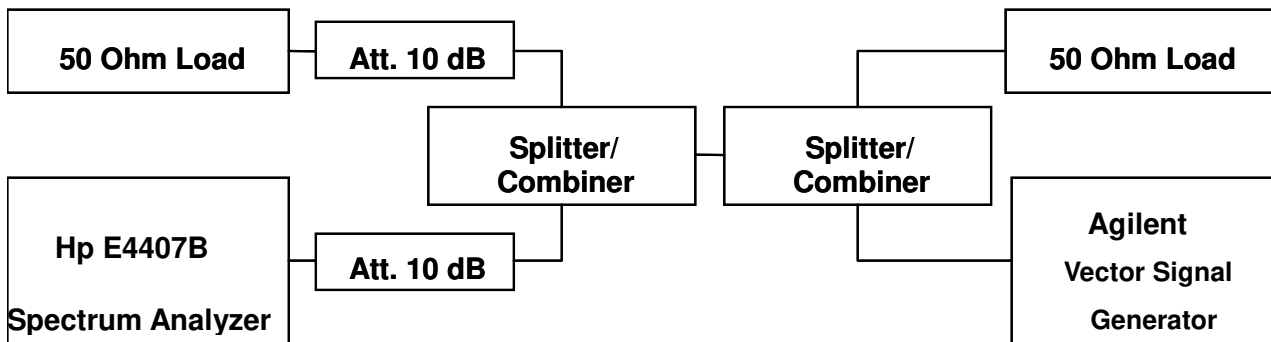 50 Ohm Load
Att. 10 dB
50 Ohm Load
Splitter/
Combiner
Splitter/
Combiner
Hp E4407B
Spectrum Analyzer
Att. 10 dB
Agilent
Vector Signal
Generator